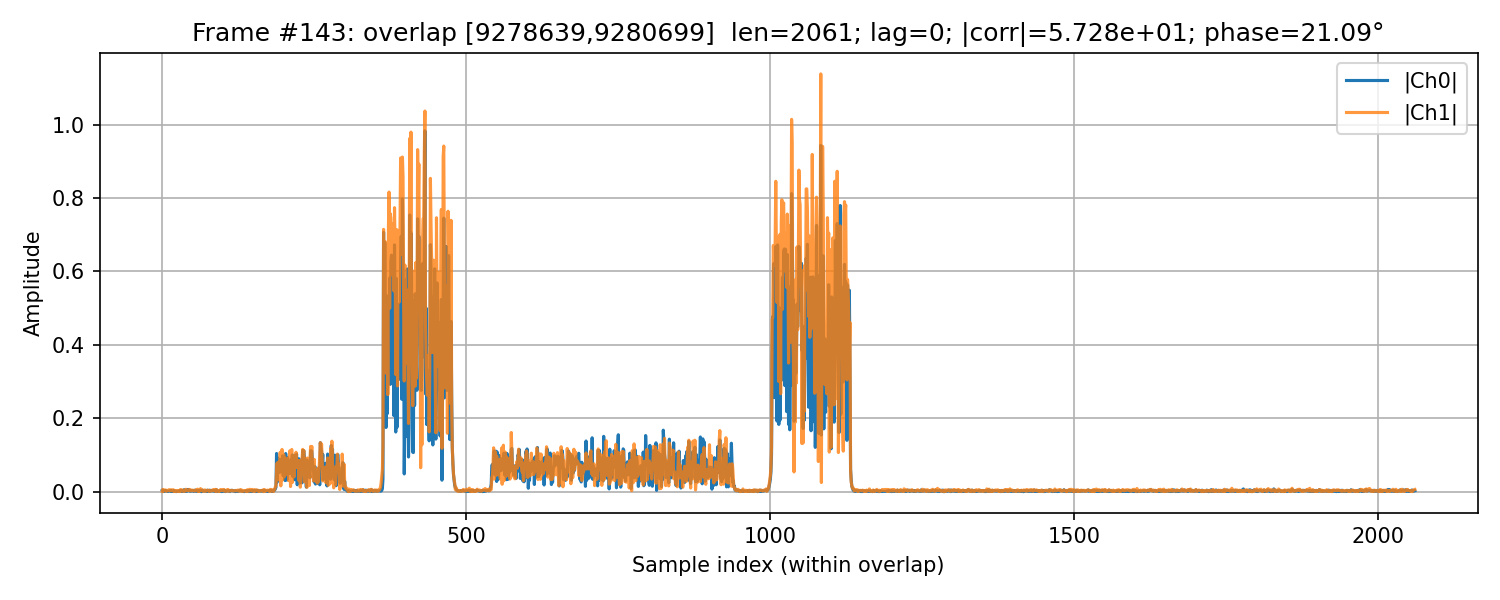 Frame #143: overlap [9278639,9280699]  len=2061; lag=0; |corr|=5.728e+01; phase=21.09°
|Ch0|
|Ch1|
Amplitude
1.0
0.8
0.6
0.4
0.2
0.0
0 500 1000 1500 2000
Sample index (within overlap)